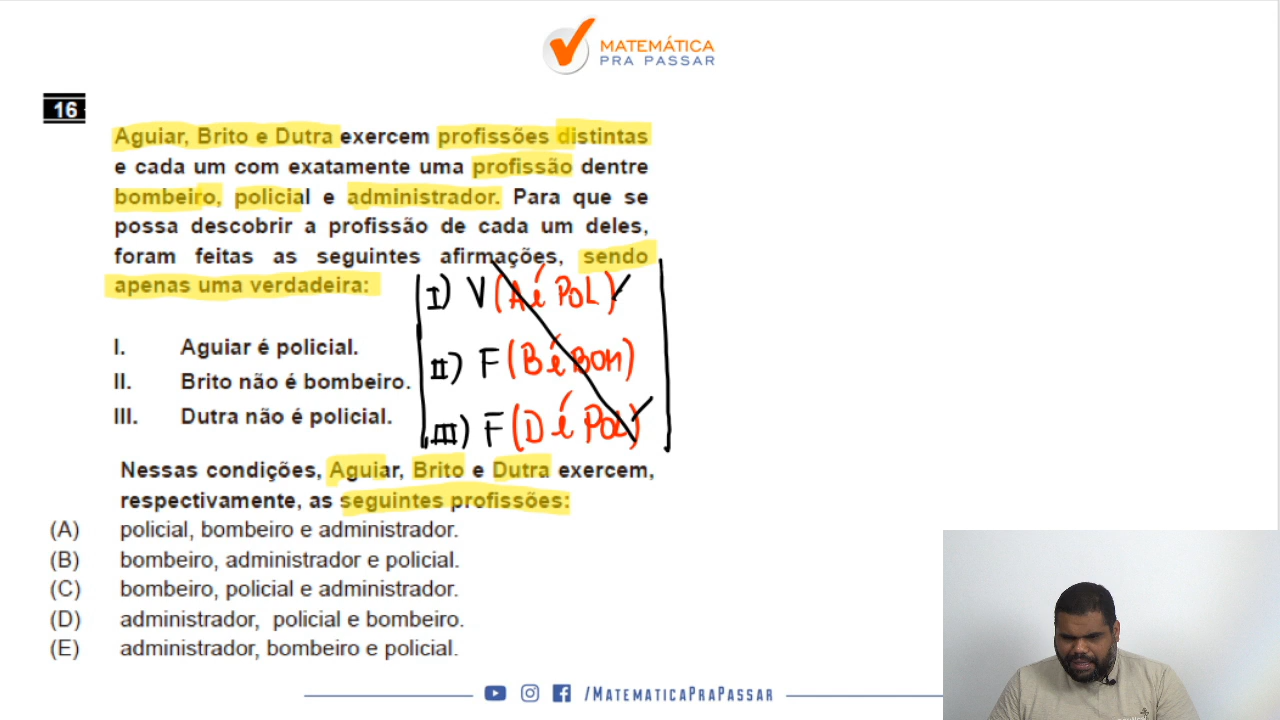 MATEMÁTICA
PRA PASSAR
16
Aguiar, Brito e Dutra exercem profissões distintas
e cada um com exatamente uma profissão dentre
bombeiro, policial e administrador. Para que se
possa descobrir a profissão de cada um deles,
foram feitas as seguintes afirmações, sendo
apenas uma verdadeira:
I) V (A é POL)
I. Aguiar é policial.
II) F (B é BOM)
II. Brito não é bombeiro.
III. Dutra não é policial.
III) F (D é POL)
Nessas condições, Aguiar, Brito e Dutra exercem,
respectivamente, as seguintes profissões:
(A) policial, bombeiro e administrador.
(B) bombeiro, administrador e policial.
(C) bombeiro, policial e administrador.
(D) administrador, policial e bombeiro.
(E) administrador, bombeiro e policial.
/MATEMATICAPRAPASSAR